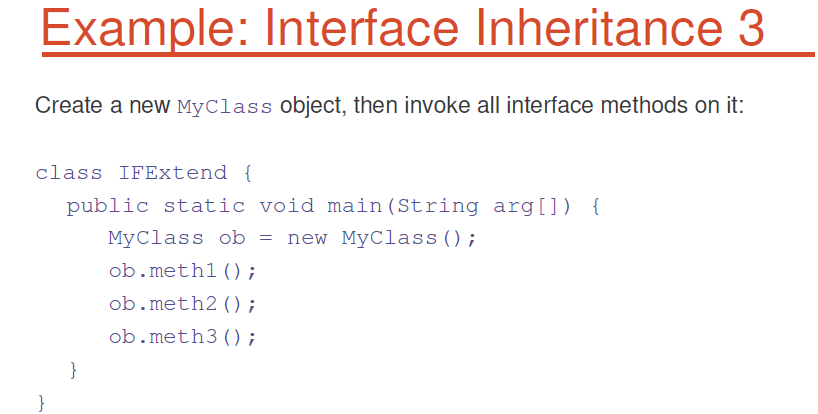 Example: Interface Inheritance 3
Create a new MyClass object, then invoke all interface methods on it:
class IFExtend {
public static void main(String arg[]) {
MyClass ob = new MyClass();
ob.meth1();
ob.meth2();
ob.meth3();
}
}